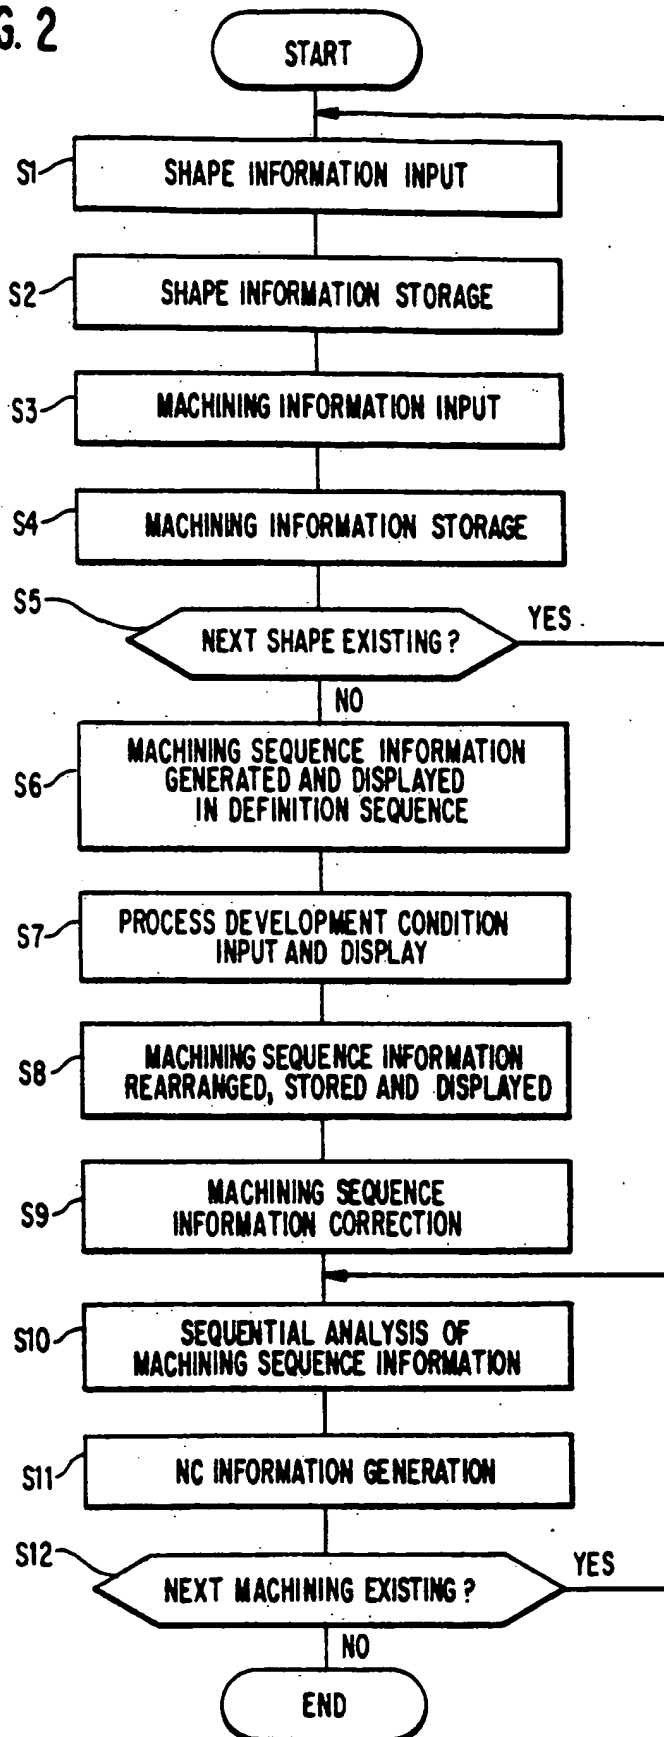 G. 2
START
S1
SHAPE INFORMATION INPUT
S2
SHAPE INFORMATION STORAGE
S3
MACHINING INFORMATION INPUT
S4
MACHINING INFORMATION STORAGE
S5
NEXT SHAPE EXISTING?
YES
NO
S6
MACHINING SEQUENCE INFORMATION
GENERATED AND DISPLAYED
IN DEFINITION SEQUENCE
S7
PROCESS DEVELOPMENT CONDITION
INPUT AND DISPLAY
S8
MACHINING SEQUENCE INFORMATION
REARRANGED, STORED AND DISPLAYED
S9
MACHINING SEQUENCE
INFORMATION CORRECTION
S10
SEQUENTIAL ANALYSIS OF
MACHINING SEQUENCE INFORMATION
S11
NC INFORMATION GENERATION
S12
NEXT MACHINING EXISTING?
YES
NO
END